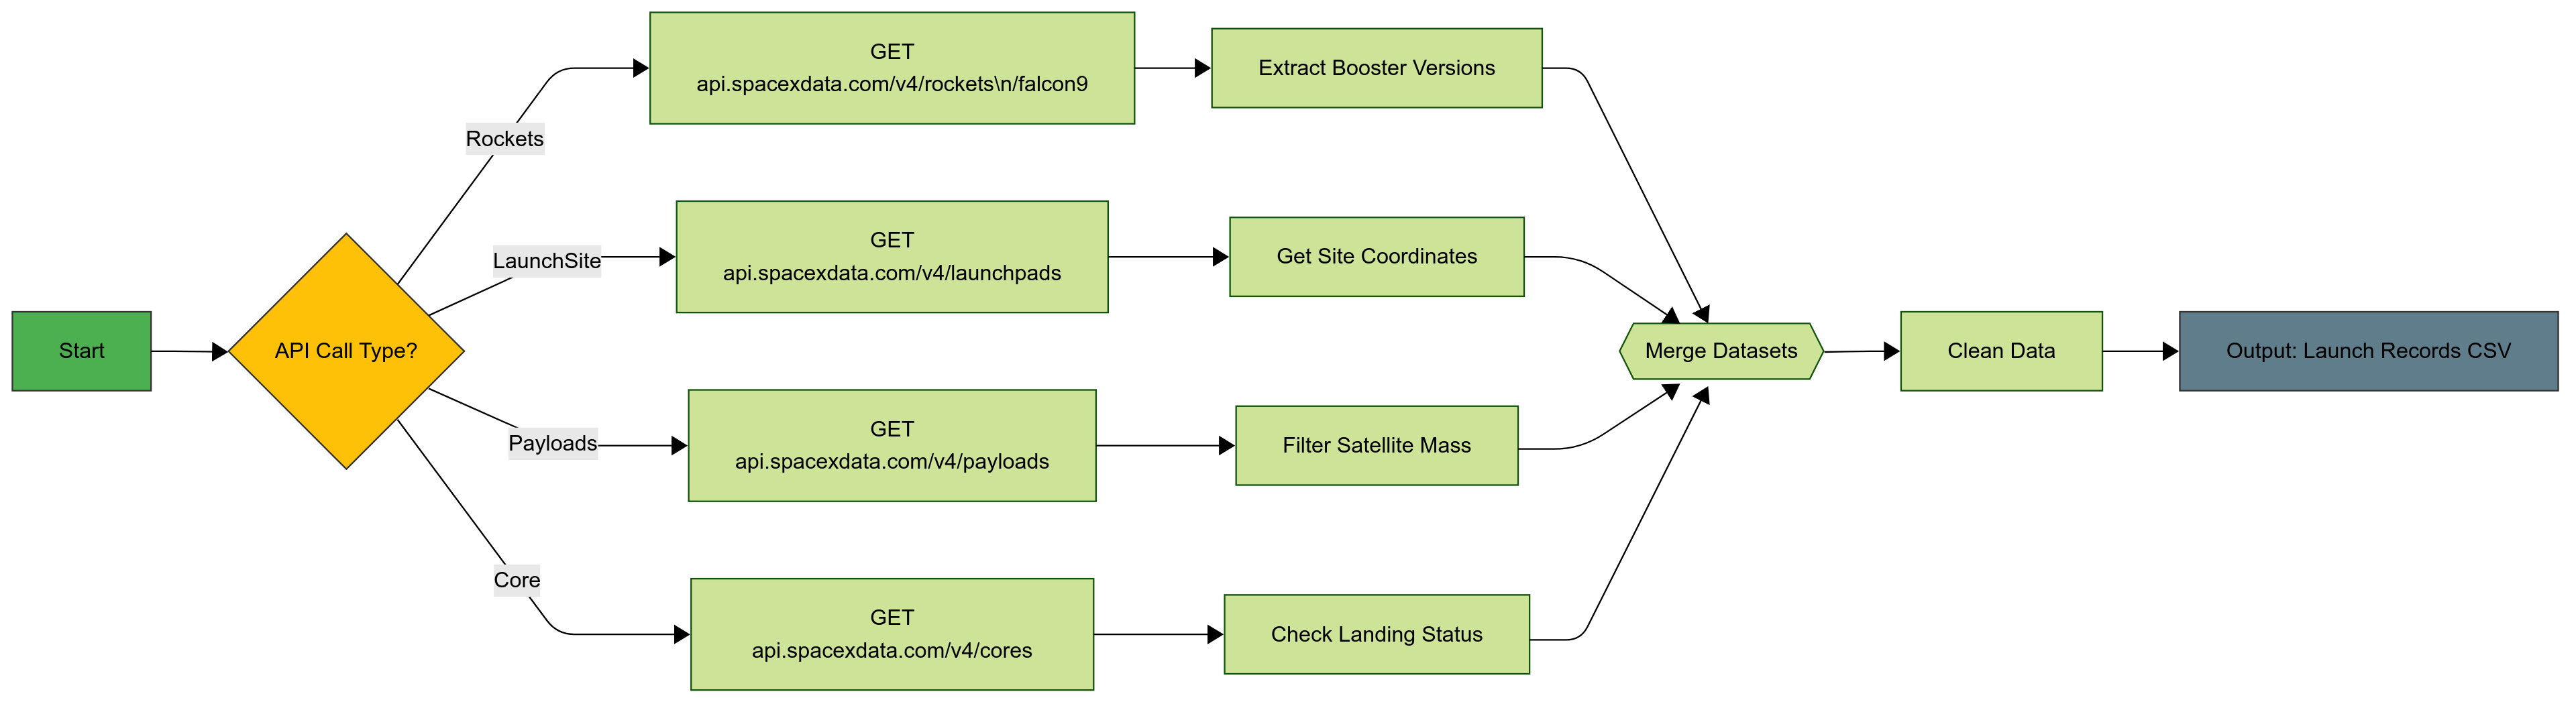 Start
API Call Type?
Rockets
GET
api.spacexdata.com/v4/rockets\n/falcon9
Extract Booster Versions
LaunchSite
GET
api.spacexdata.com/v4/launchpads
Get Site Coordinates
Payloads
GET
api.spacexdata.com/v4/payloads
Filter Satellite Mass
Core
GET
api.spacexdata.com/v4/cores
Check Landing Status
Merge Datasets
Clean Data
Output: Launch Records CSV